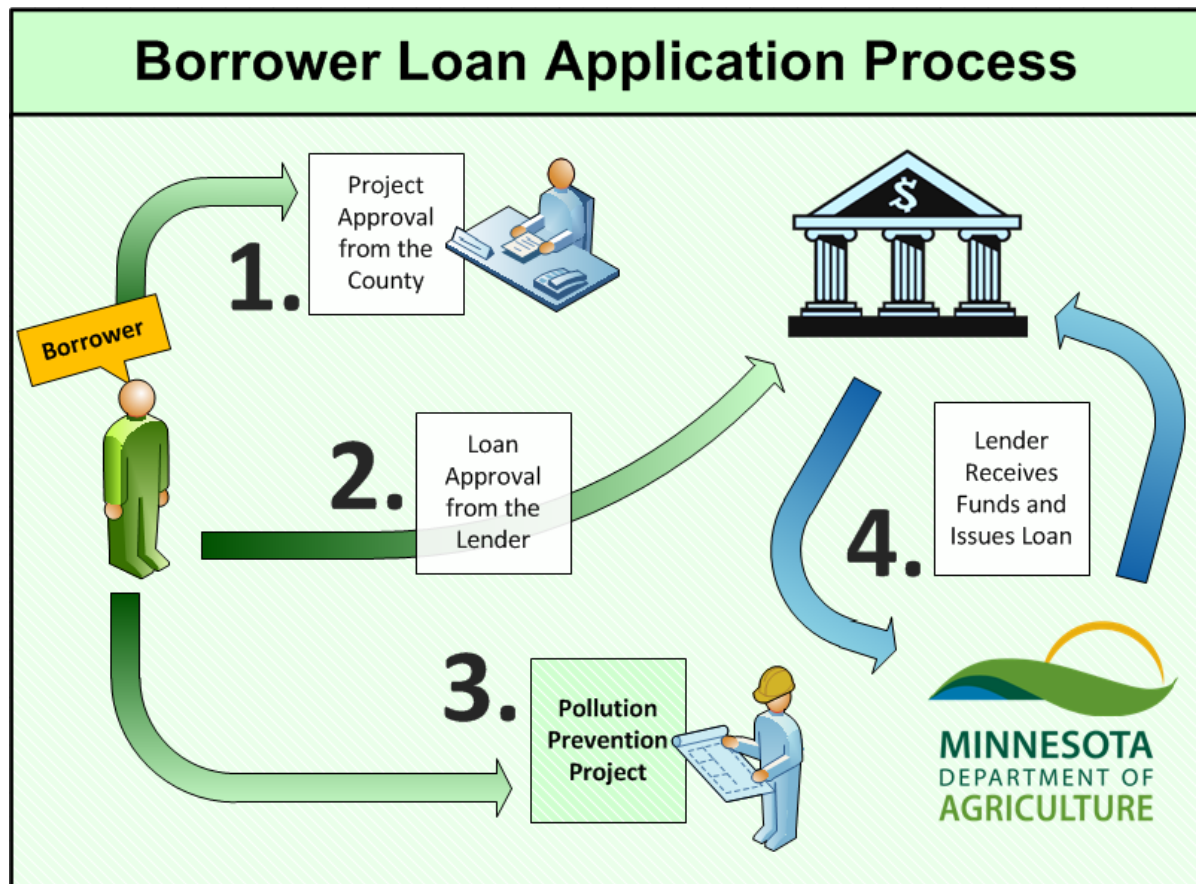 Borrower Loan Application Process
1.
Project
Approval
from the
County
Borrower
2.
Loan
Approval
from the
Lender
3.
Pollution
Prevention
Project
$
4.
Lender
Receives
Funds and
Issues Loan
MINNESOTA
DEPARTMENT OF
AGRICULTURE